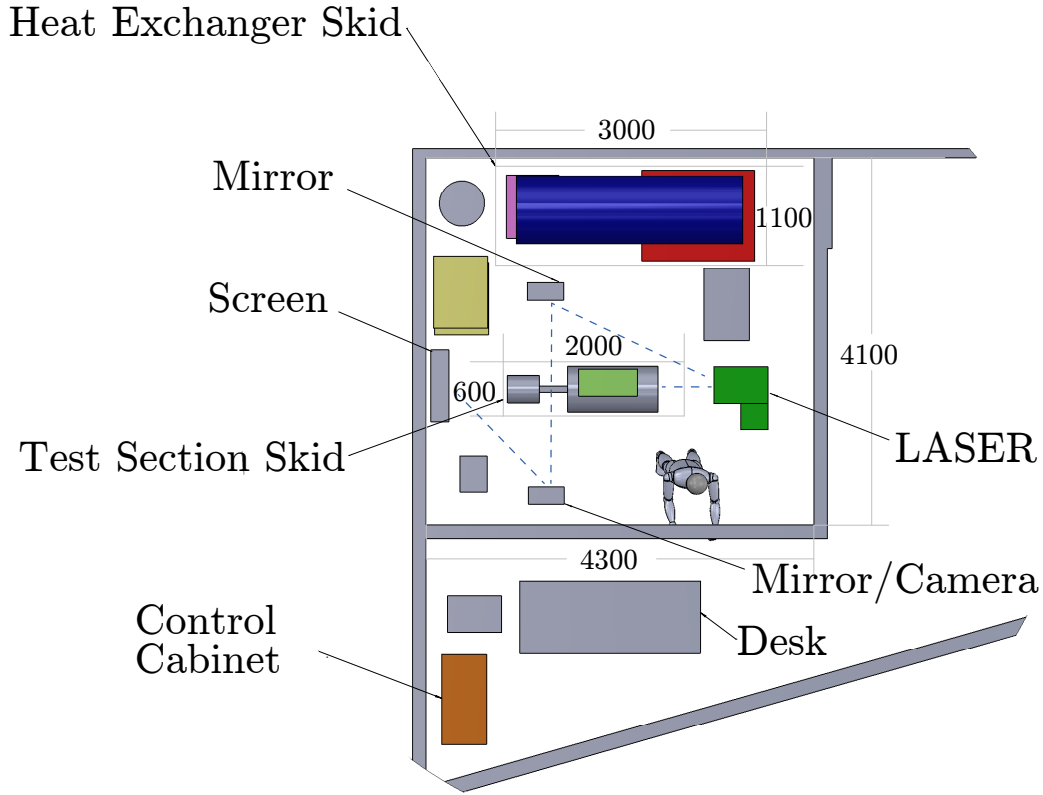 Heat Exchanger Skid
3000
Mirror
1100
Screen
2000
4100
600
LASER
Test Section Skid
4300
Mirror/Camera
Control
Cabinet
Desk